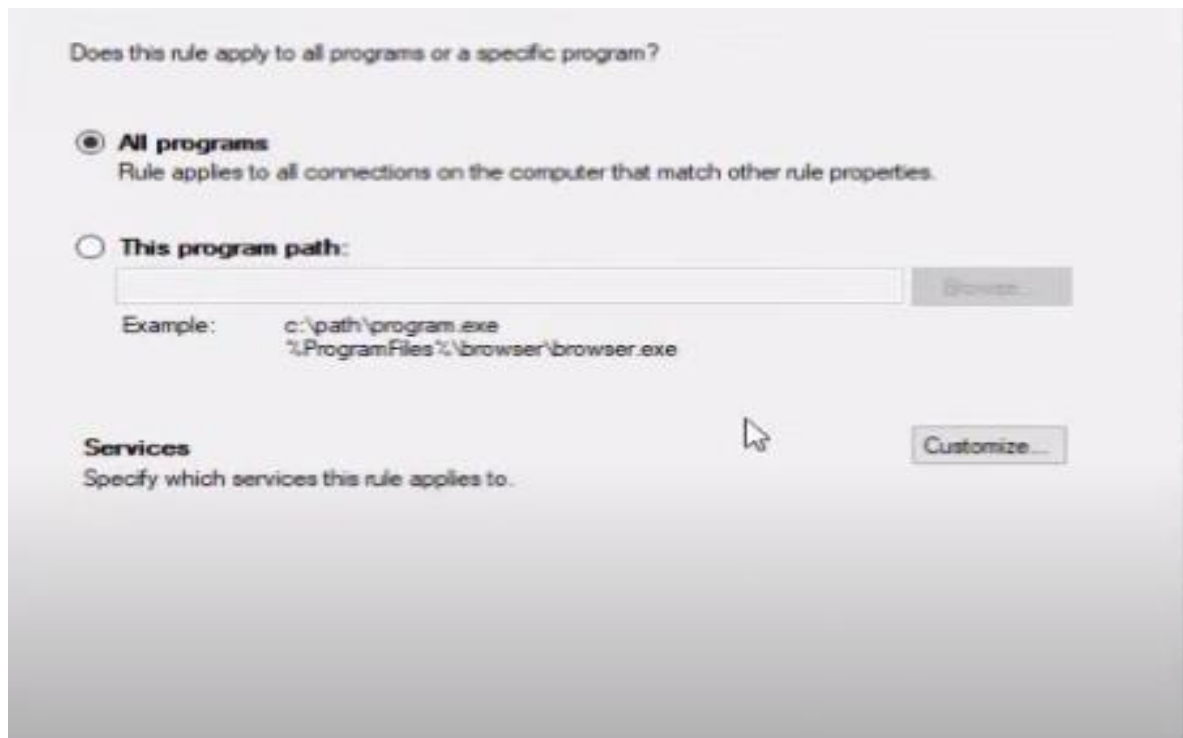 Does this rule apply to all programs or a specific program?
All programs
Rule applies to all connections on the computer that match other rule properties.
This program path:
Browse...
Example: c:\path\program.exe
%ProgramFiles%\browser\browser.exe
Services
Customize...
Specify which services this rule applies to.